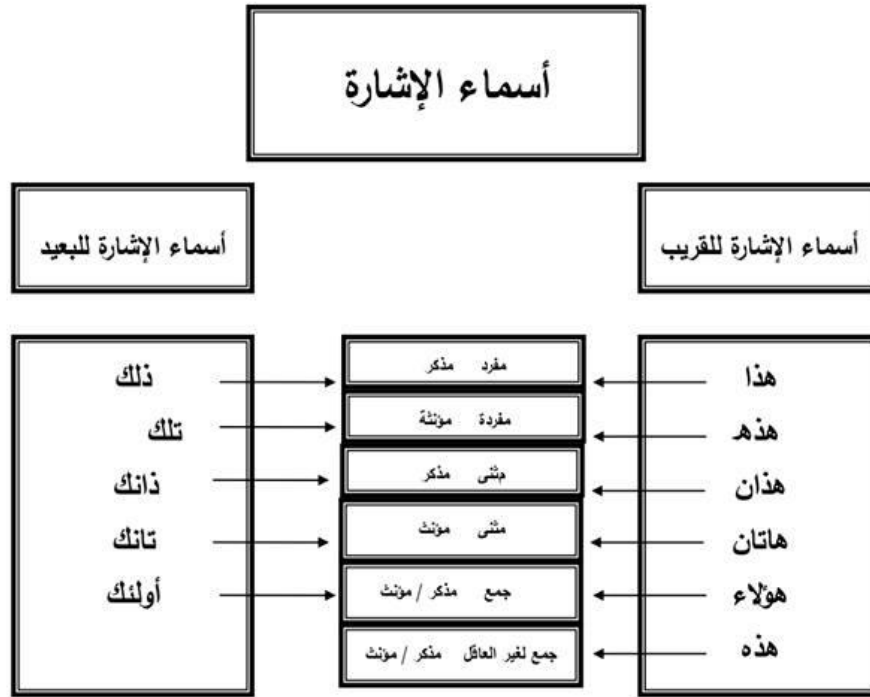 أسماء الإشارة
أسماء الإشارة للقريب
أسماء الإشارة للبعيد
هذا
مفرد مذكر
ذلك
هذهـ
مفردة مؤنثة
تلك
هذان
مثنى مذكر
ذانك
هاتان
مثنى مؤنث
تانك
هؤلاء
جمع مذكر / مؤنث
أولئك
هذه
جمع لغير العاقل مذكر / مؤنث